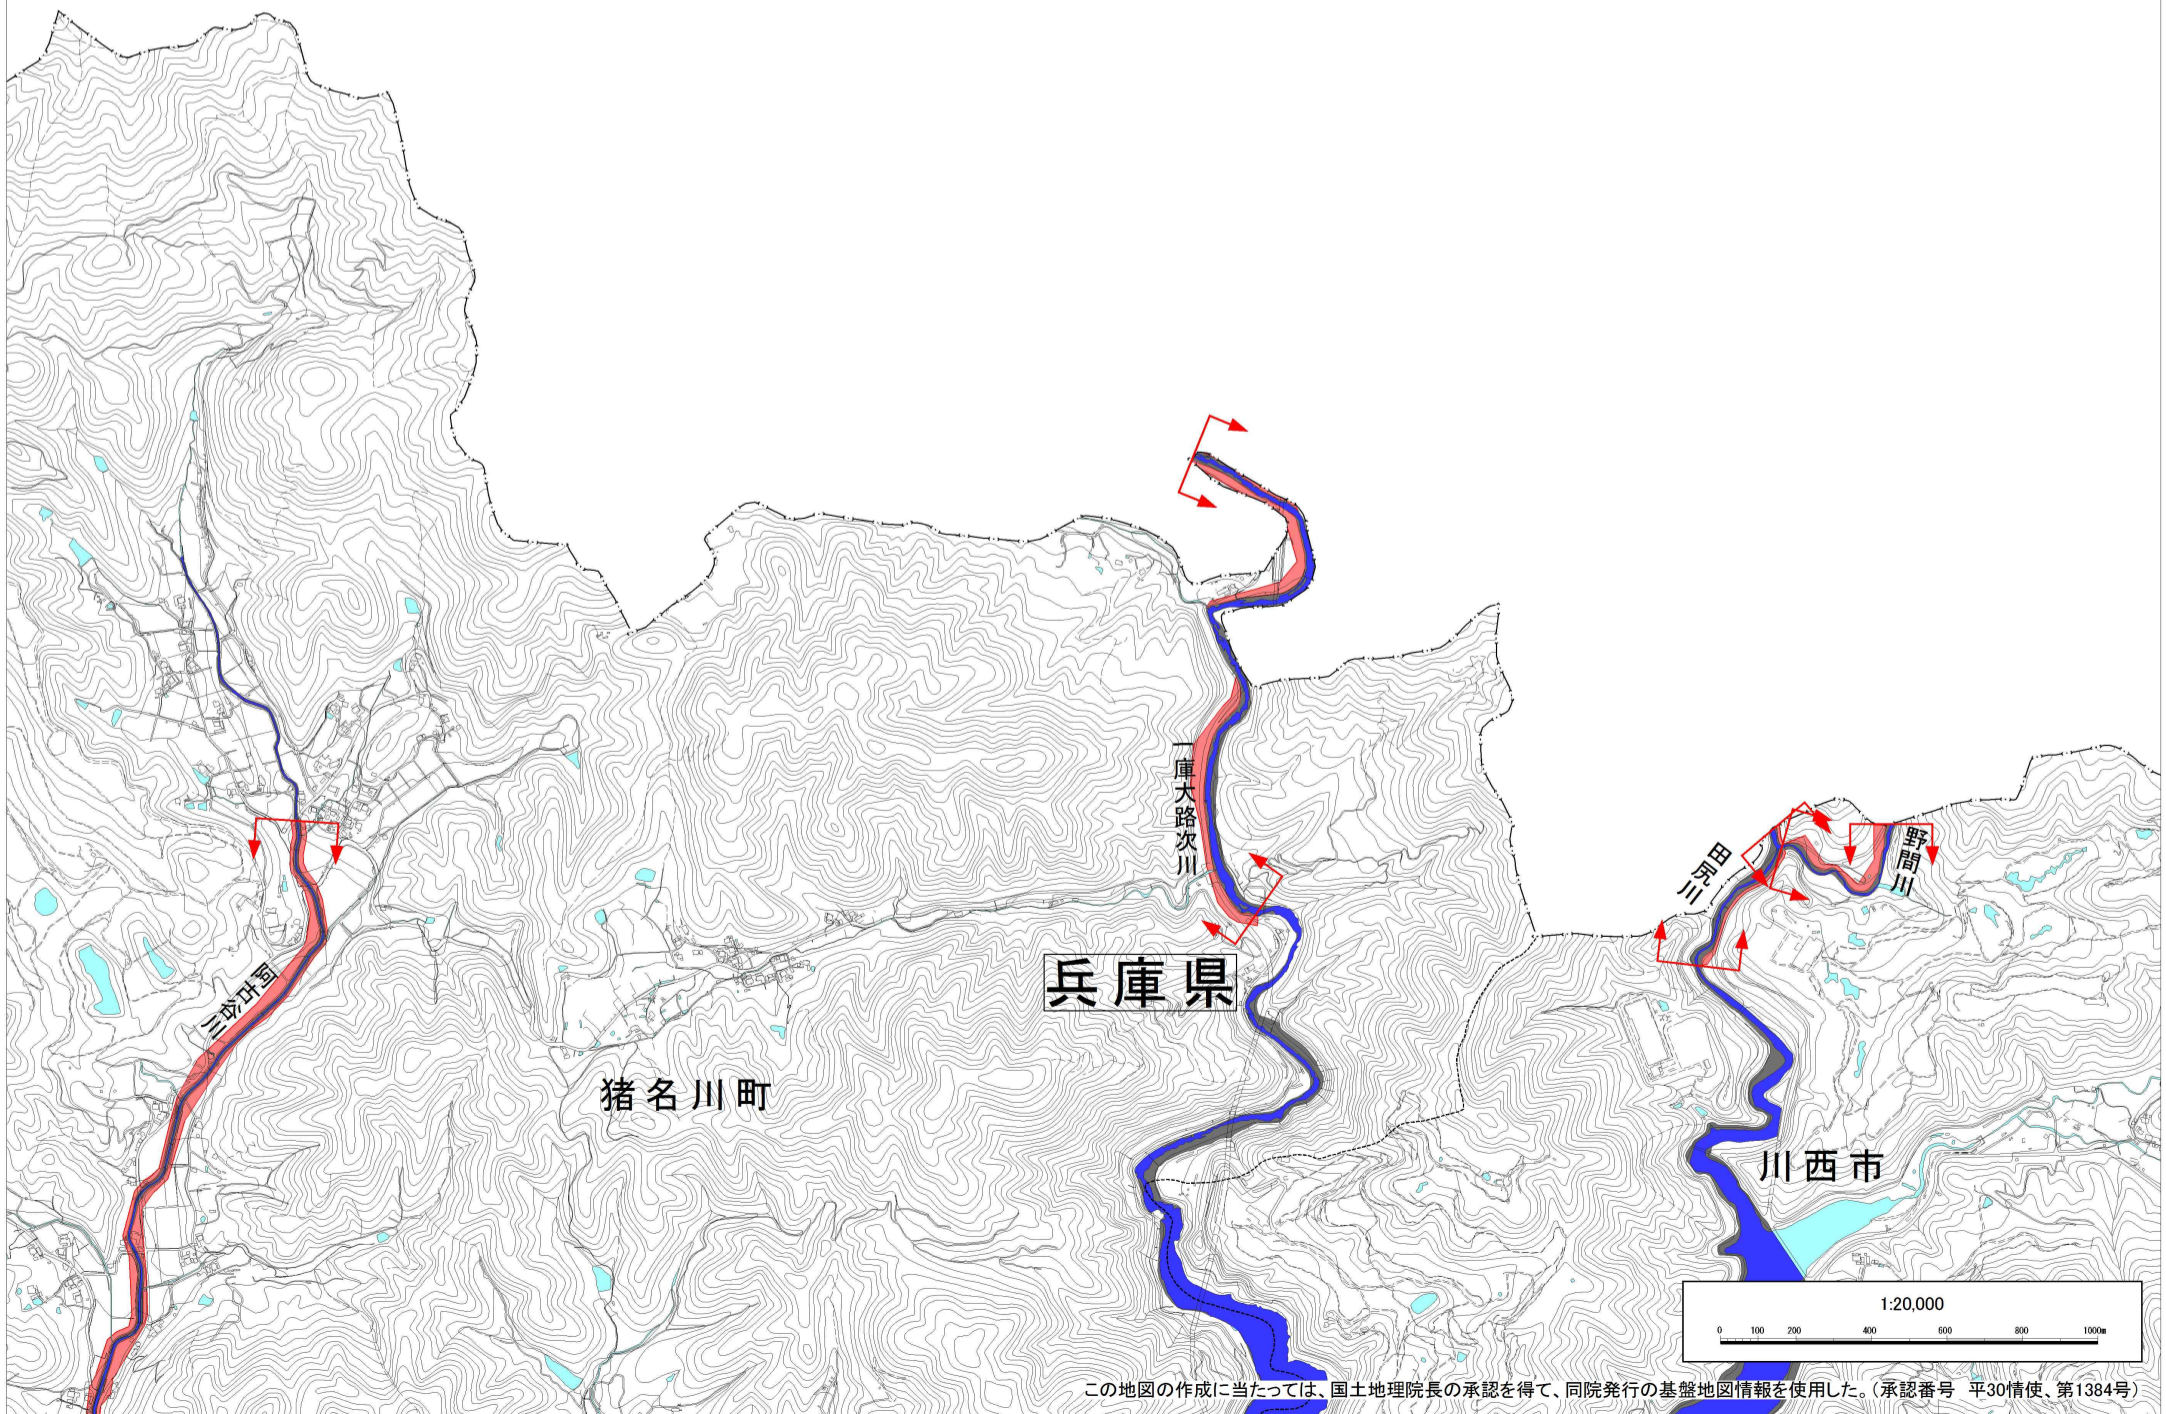 一庫大路次川
田尻川
野間川
阿古谷川
兵庫県
猪名川町
川西市
1:20,000
0 100 200 400 600 800 1000m
この地図の作成に当たっては、国土地理院長の承認を得て、同院発行の基盤地図情報を使用した。(承認番号 平30情使、第1384号)